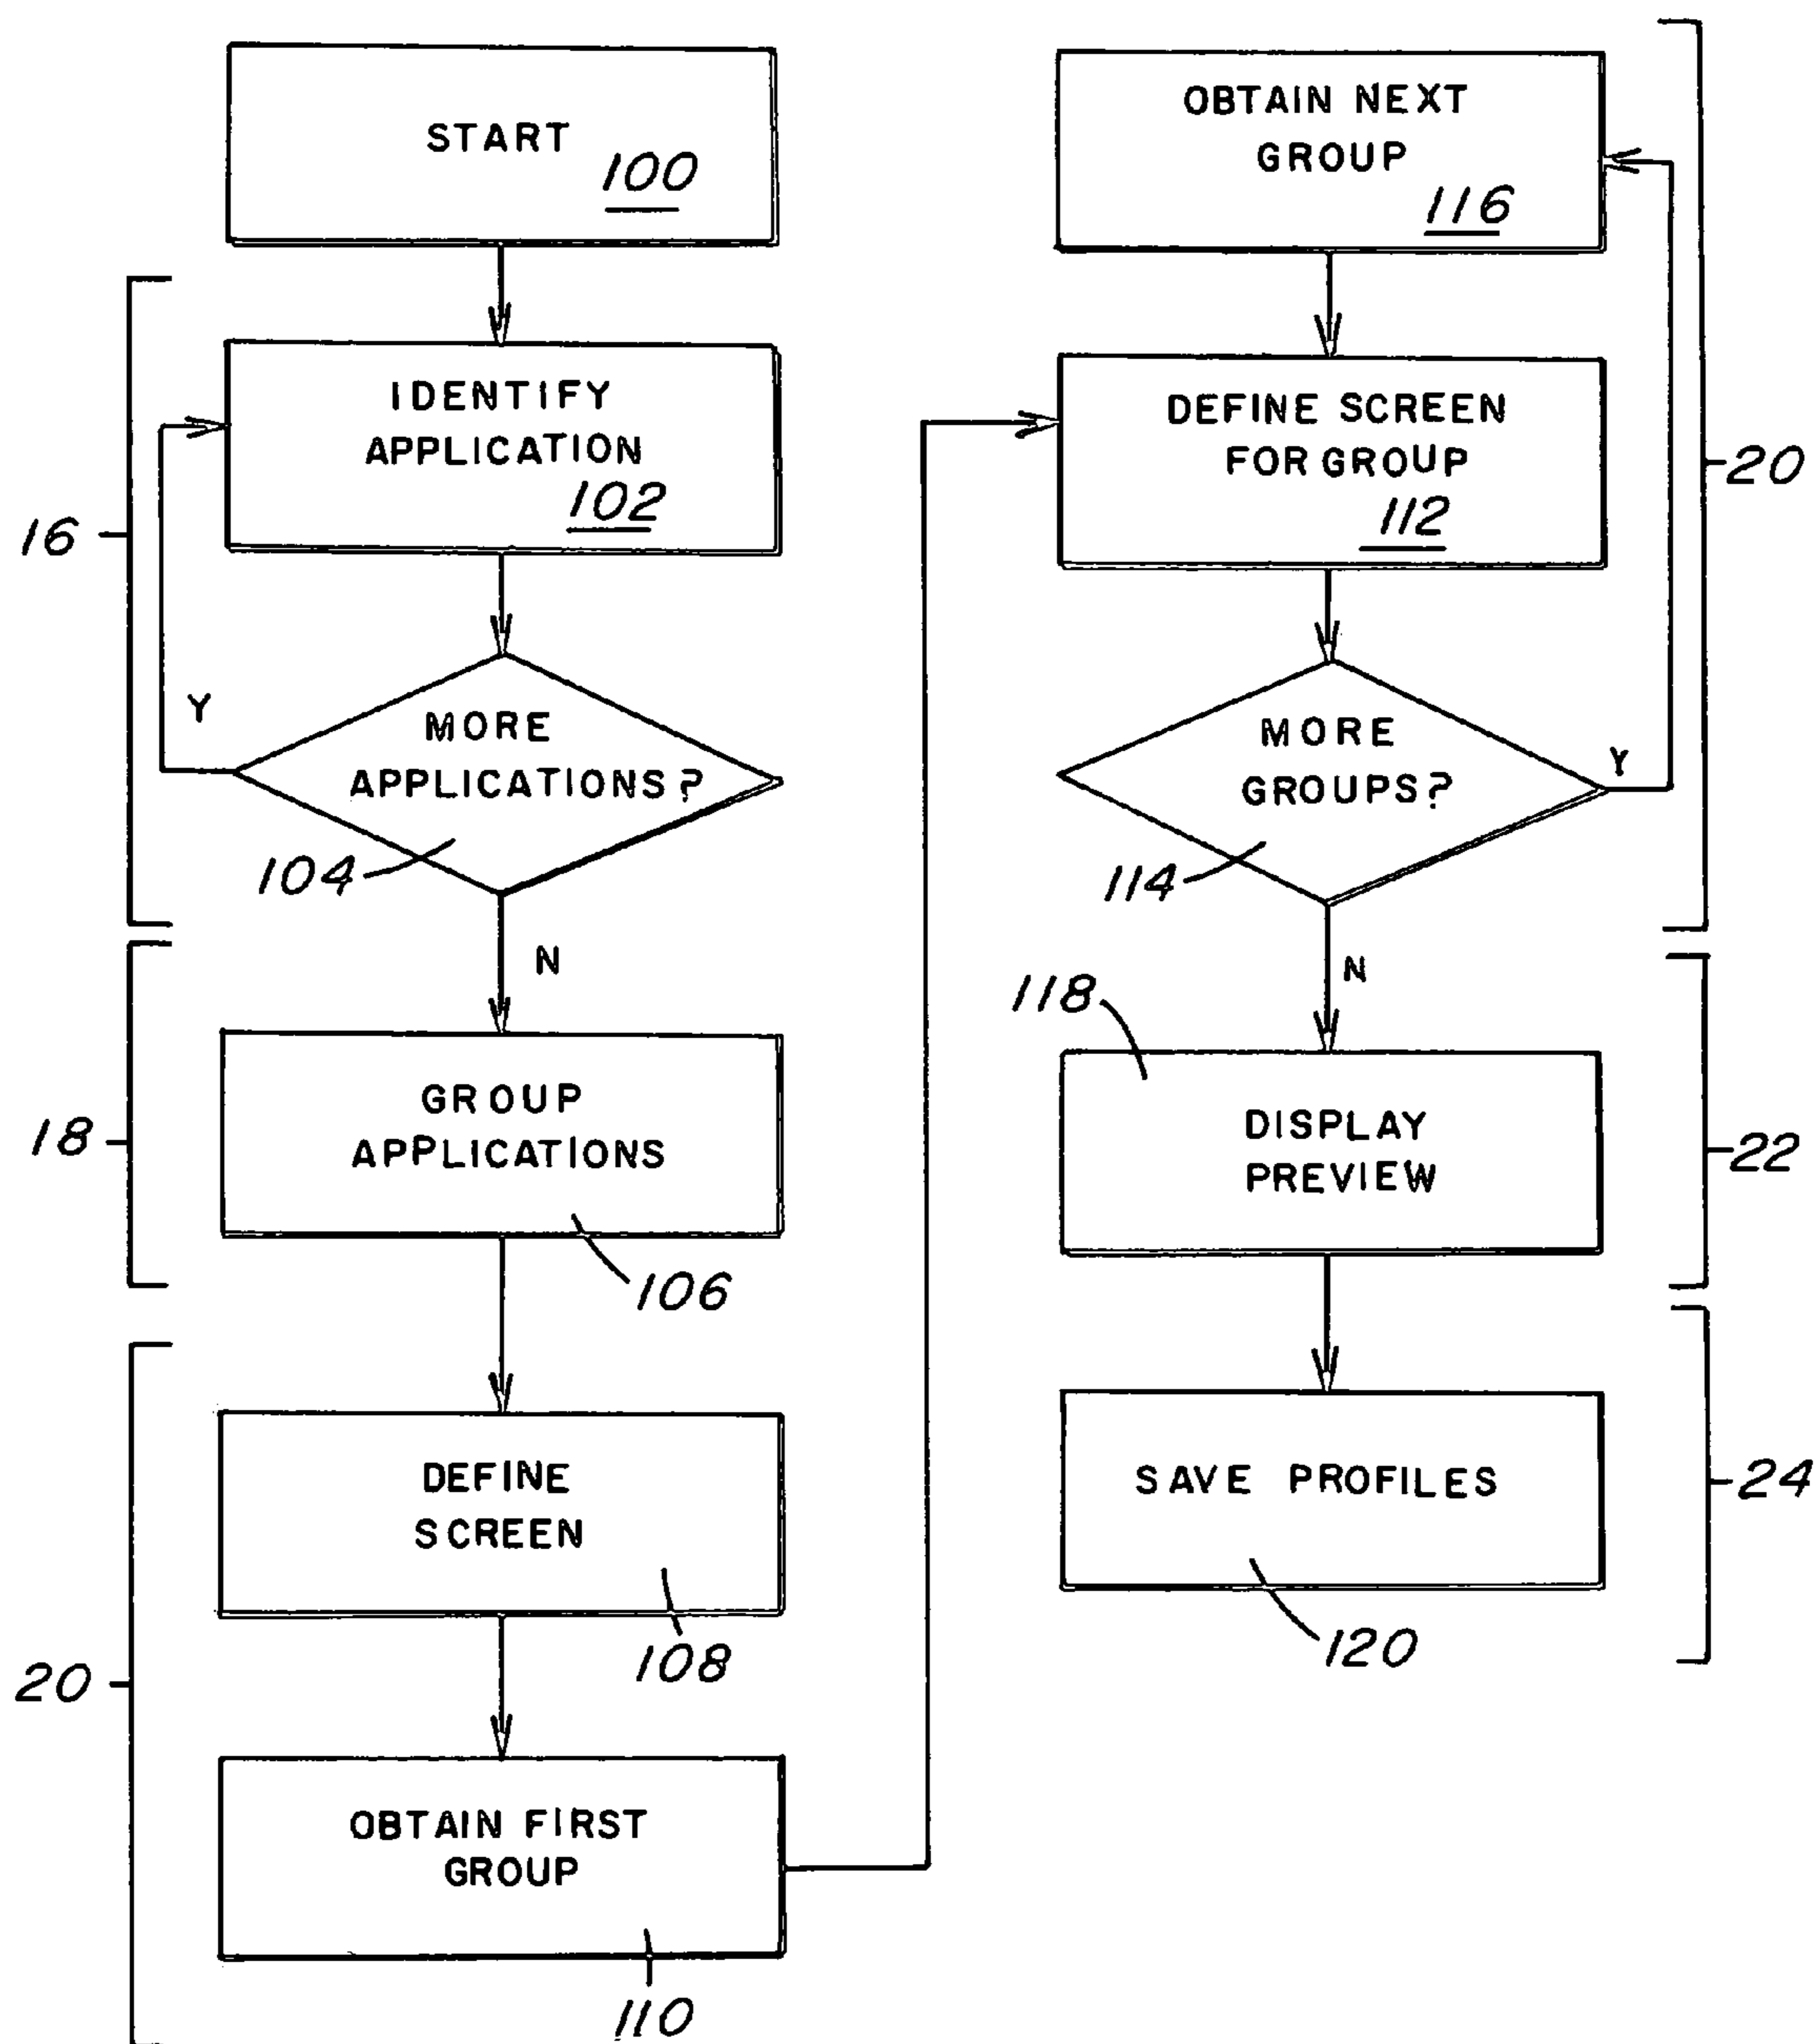 START
100
IDENTIFY
APPLICATION
102
16
Y
MORE
APPLICATIONS?
104
N
GROUP
APPLICATIONS
18
106
DEFINE
SCREEN
108
20
OBTAIN FIRST
GROUP
110
OBTAIN NEXT
GROUP
116
DEFINE SCREEN
FOR GROUP
112
20
MORE
GROUPS?
Y
114
N
118
DISPLAY
PREVIEW
22
SAVE PROFILES
24
120